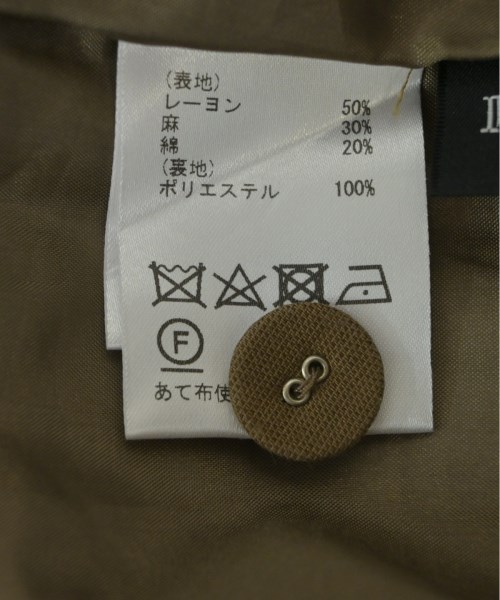 (表地)
レーヨン 50%
麻 30%
綿 20%
(裏地)
ポリエステル 100%
F
あて布使